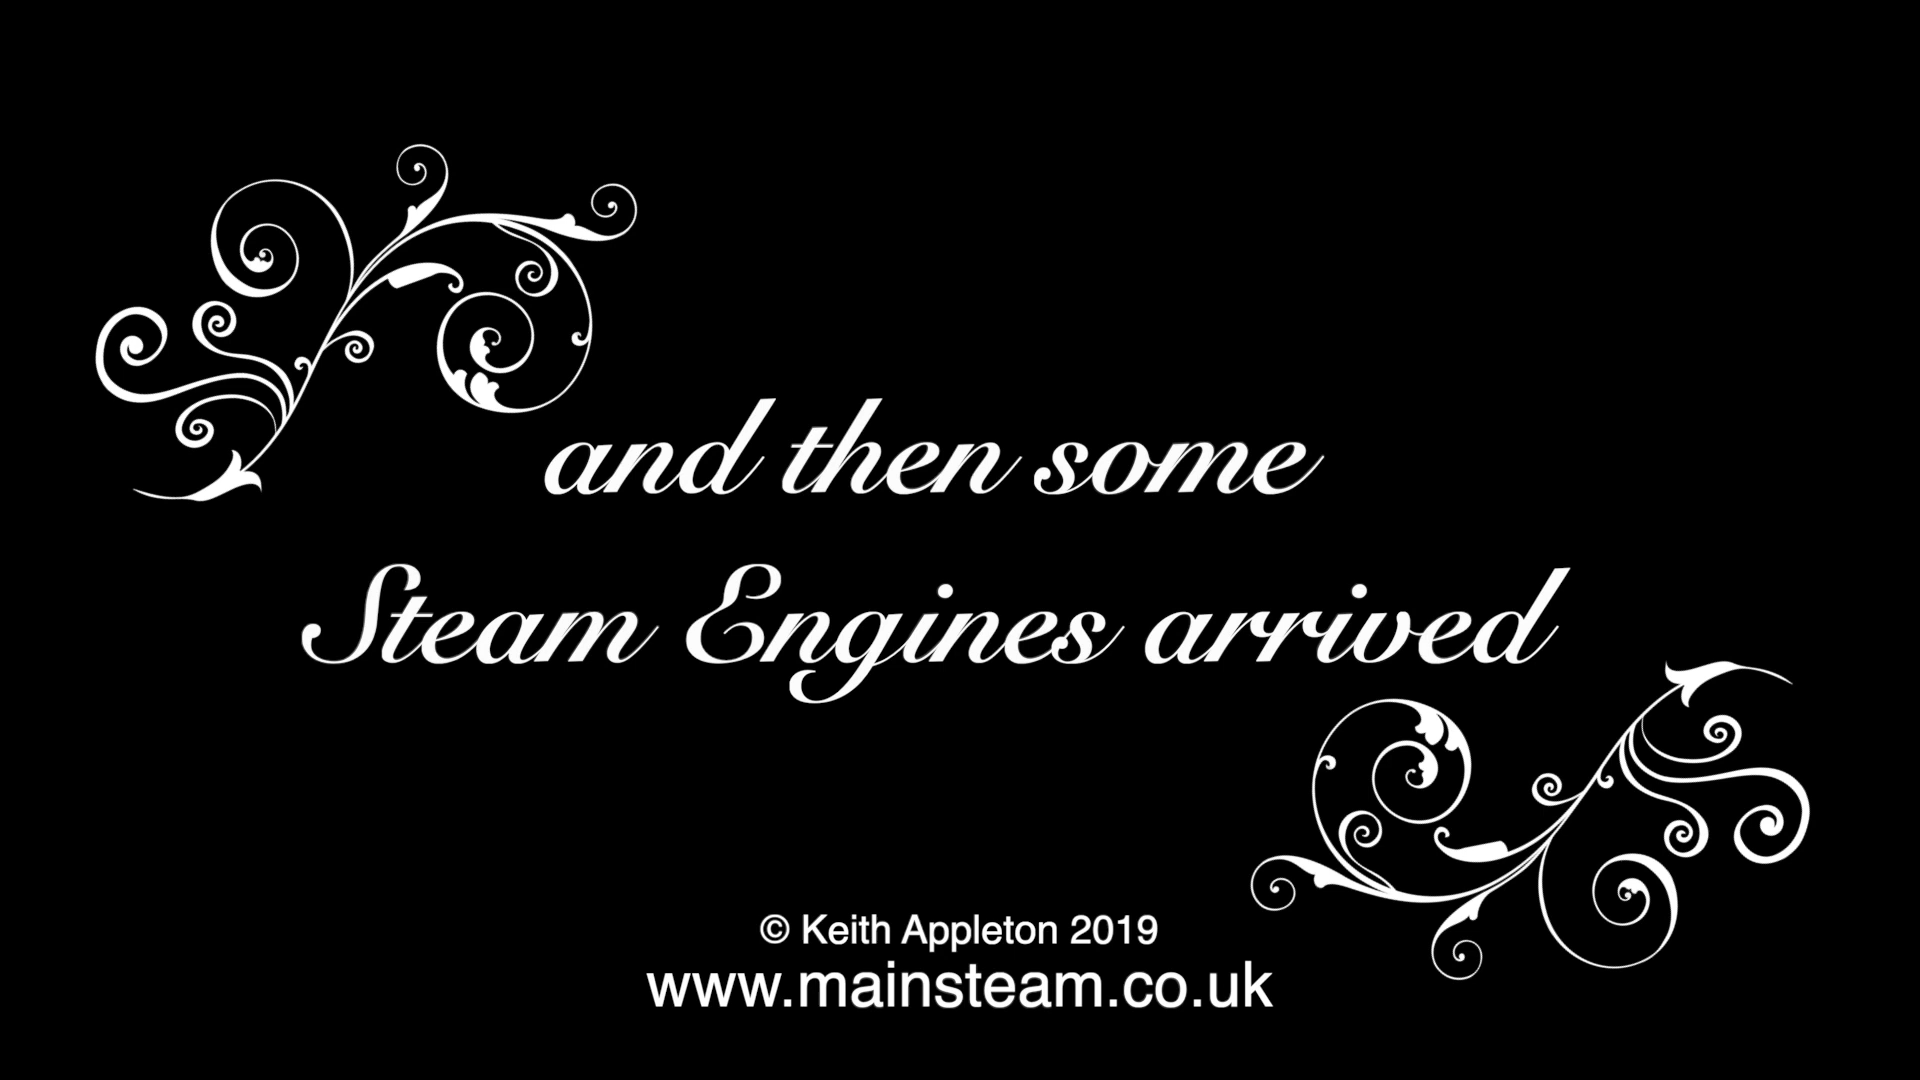 and then some
Steam Engines arrived
© Keith Appleton 2019
www.mainsteam.co.uk